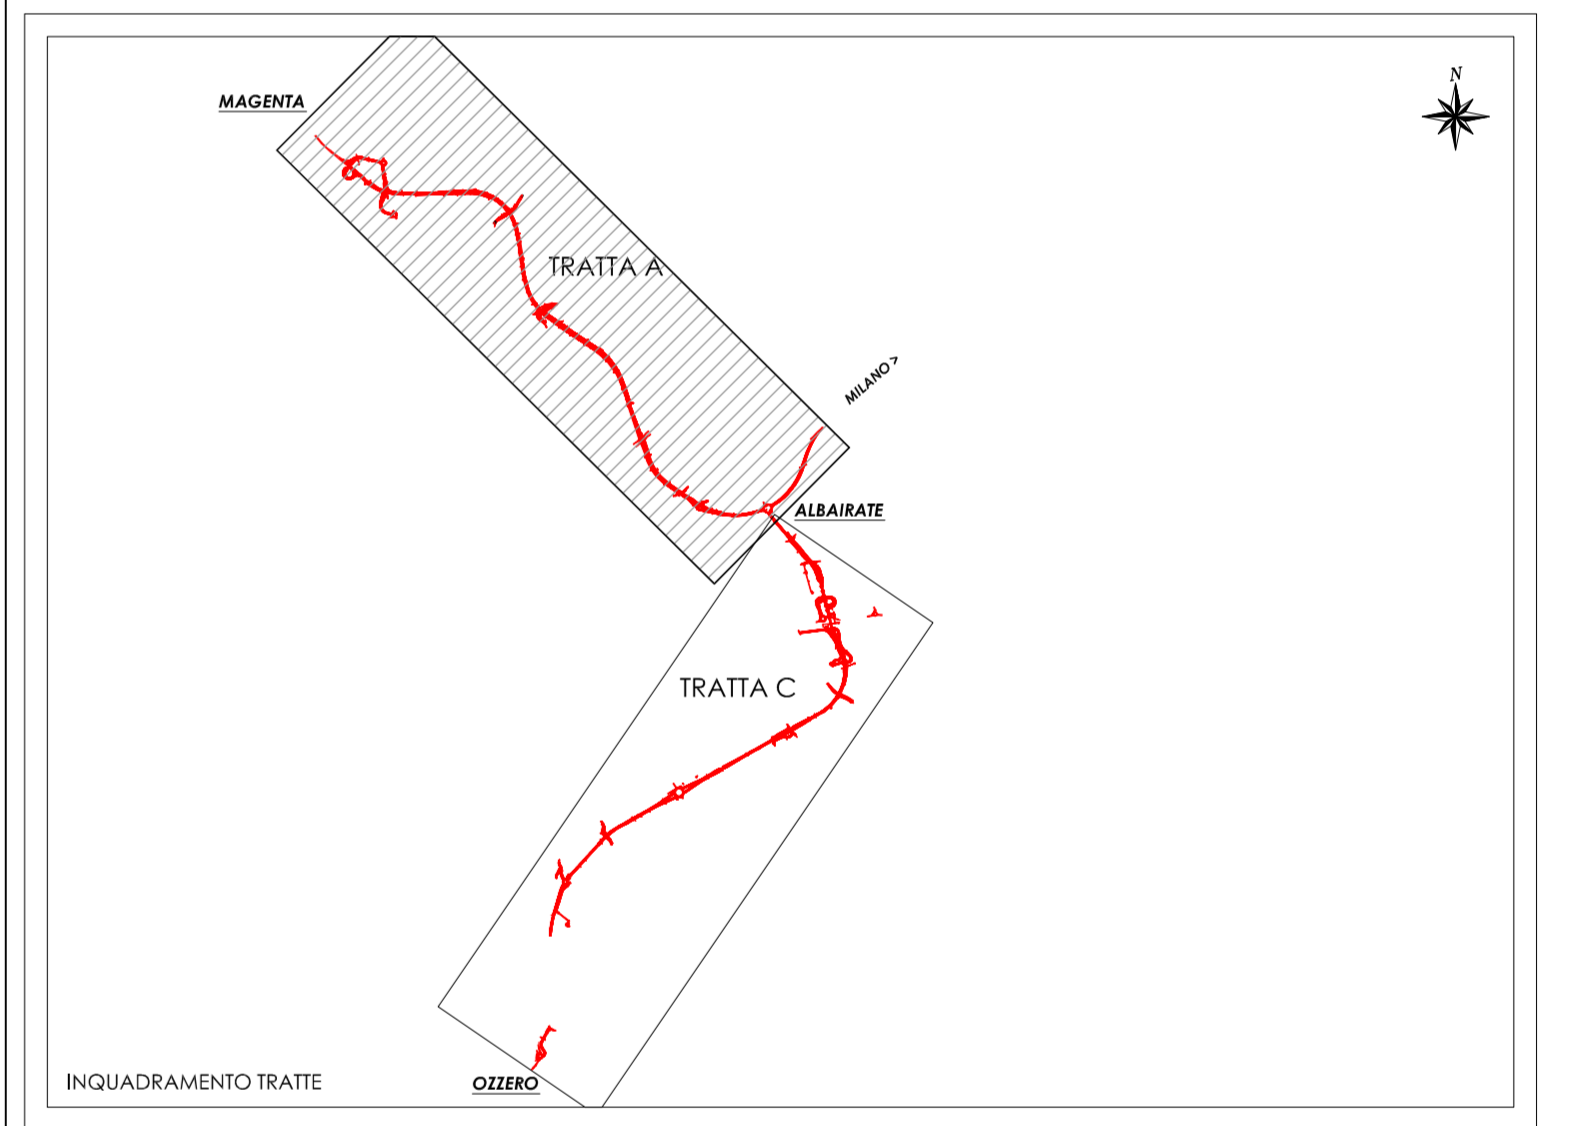 N
MAGENTA
TRATTA A
MILANO >
ALBAIRATE
TRATTA C
INQUADRAMENTO TRATTE
OZZERO